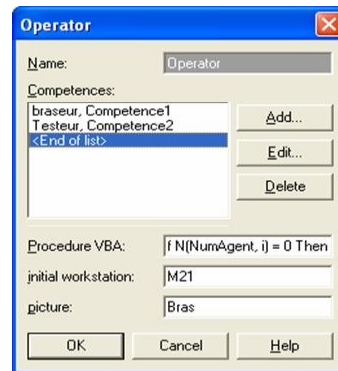 Operator
Name: Operator
Competences:
braseur, Competence1
Testeur, Competence2
<End of list>
Add...
Edit...
Delete
Procedure VBA: f N(NumAgent, i) = 0 Then
initial workstation: M21
picture: Bras
OK Cancel Help